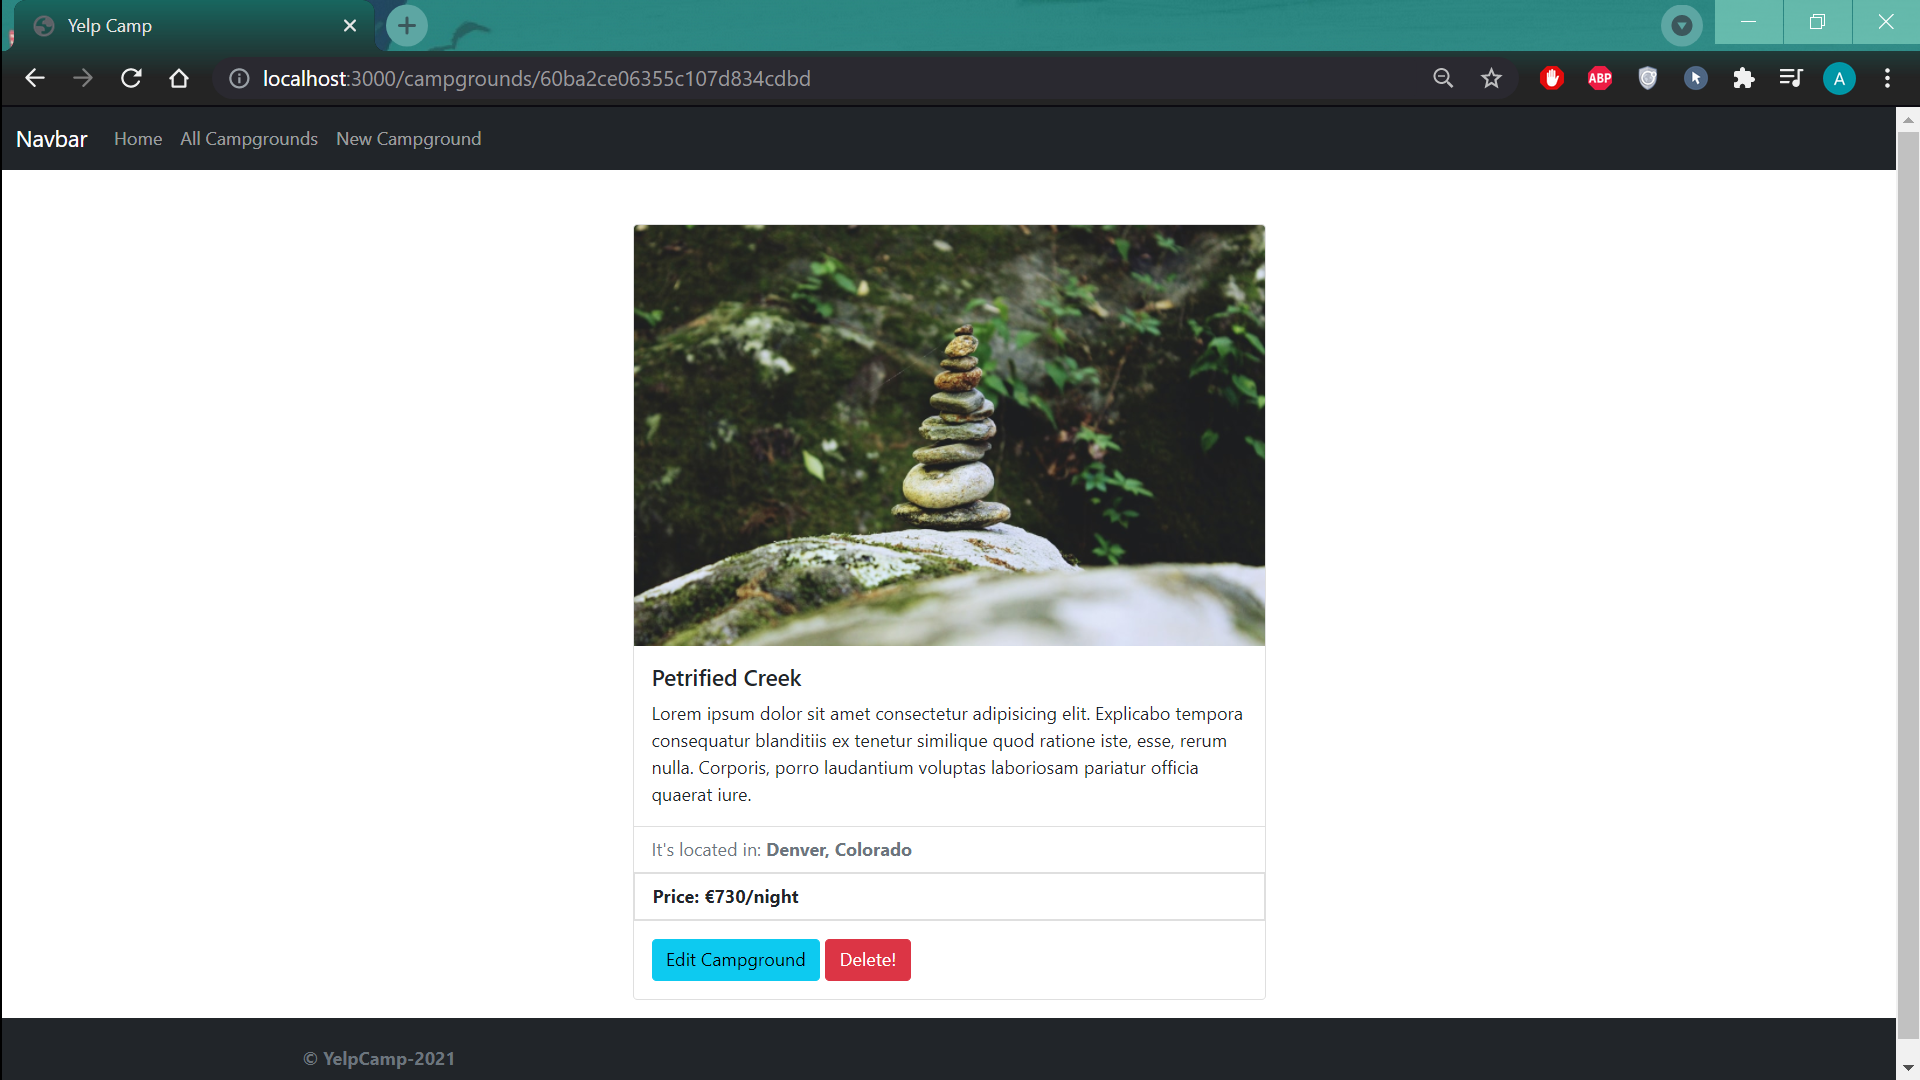 Yelp Camp
localhost:3000/campgrounds/60ba2ce06355c107d834cdbd
ABP
A
Navbar Home All Campgrounds New Campground
Petrified Creek
Lorem ipsum dolor sit amet consectetur adipisicing elit. Explicabo tempora
consequatur blanditiis ex tenetur similique quod ratione iste, esse, rerum
nulla. Corporis, porro laudantium voluptas laboriosam pariatur officia
quaerat iure.
It's located in: Denver, Colorado
Price: €730/night
Edit Campground Delete!
© YelpCamp-2021